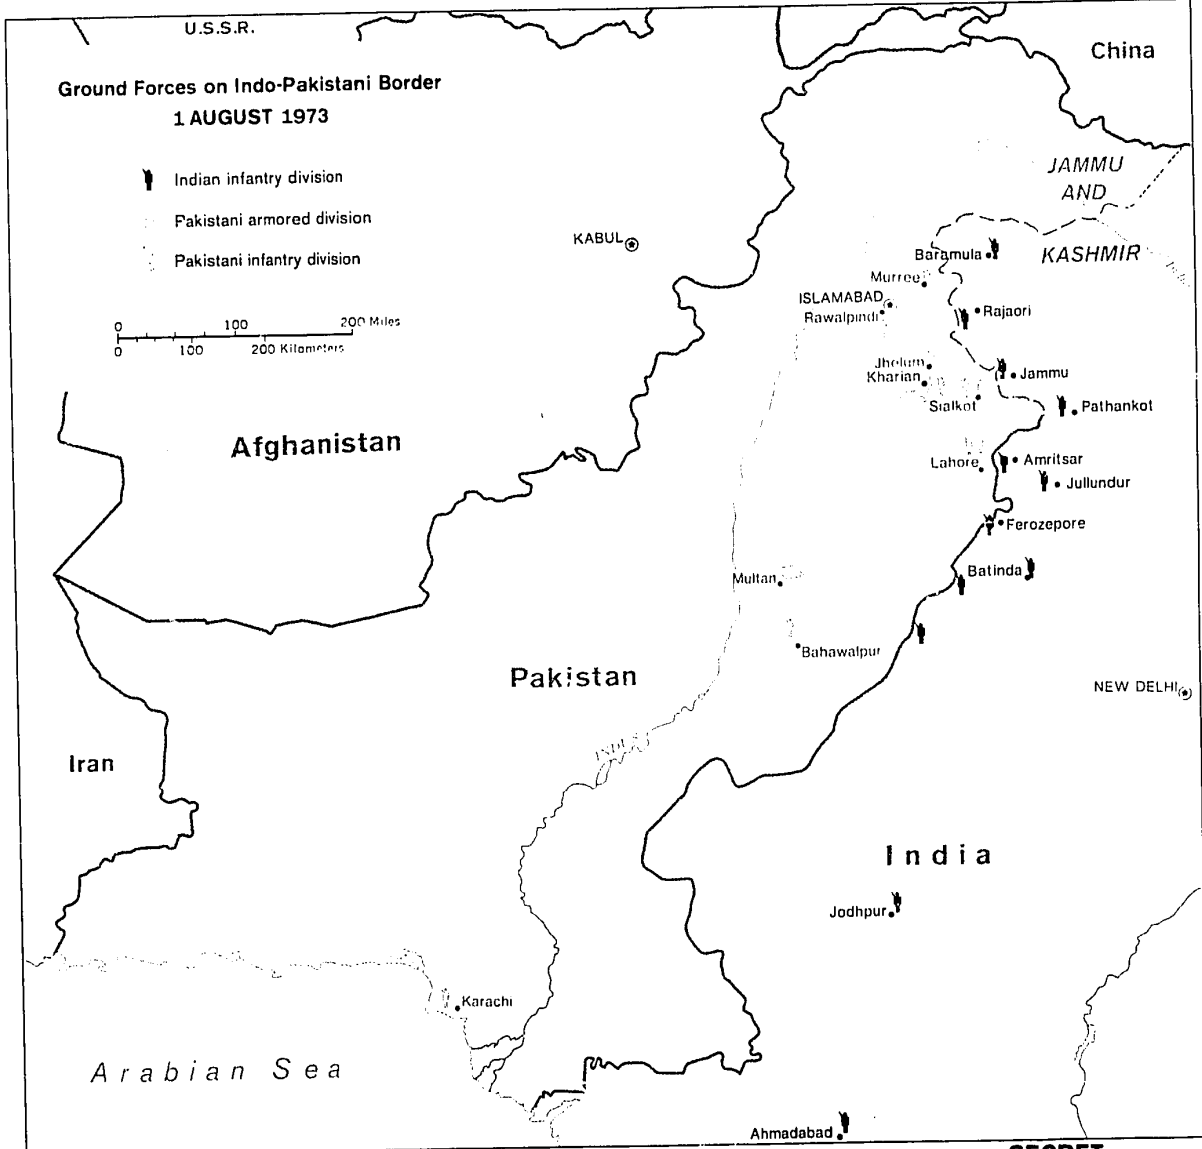 U.S.S.R.
China
Ground Forces on Indo-Pakistani Border
1 AUGUST 1973
Indian infantry division
Pakistani armored division
Pakistani infantry division
0 100 200 Miles
0 100 200 Kilometers
JAMMU
AND
KASHMIR
KABUL
Baramula
Murree
ISLAMABAD
Rawalpindi
Rajaori
Jhelum
Kharian
Jammu
Sialkot
Pathankot
Afghanistan
Lahore
Amritsar
Jullundur
Ferozepore
Multan
Batinda
Bahawalpur
Pakistan
NEW DELHI
INDUS
Iran
India
Jodhpur
Karachi
Arabian Sea
Ahmadabad